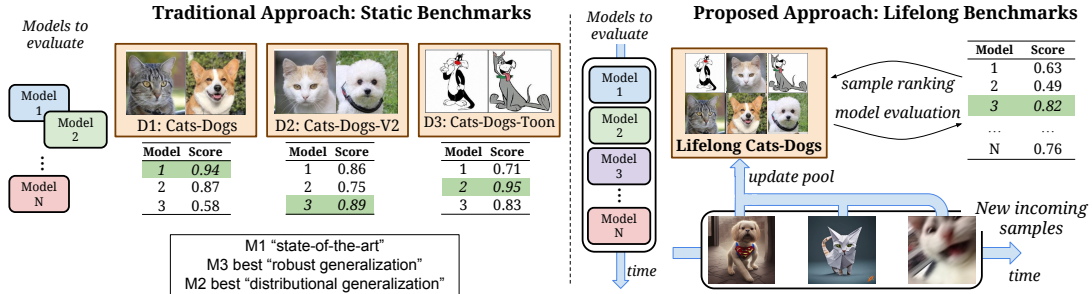 Traditional Approach: Static Benchmarks
Models to
evaluate
Model
1
Model
2
⋮
Model
N
D1: Cats-Dogs
Model Score
1 0.94
2 0.87
3 0.58
D2: Cats-Dogs-V2
Model Score
1 0.86
2 0.75
3 0.89
D3: Cats-Dogs-Toon
Model Score
1 0.71
2 0.95
3 0.83
M1 “state-of-the-art”
M3 best “robust generalization”
M2 best “distributional generalization”
Proposed Approach: Lifelong Benchmarks
Models to
evaluate
Model
1
Model
2
Model
3
⋮
Model
N
time
Lifelong Cats-Dogs
sample ranking
model evaluation
Model Score
1 0.63
2 0.49
3 0.82
... ...
N 0.76
update pool
New incoming
samples
time